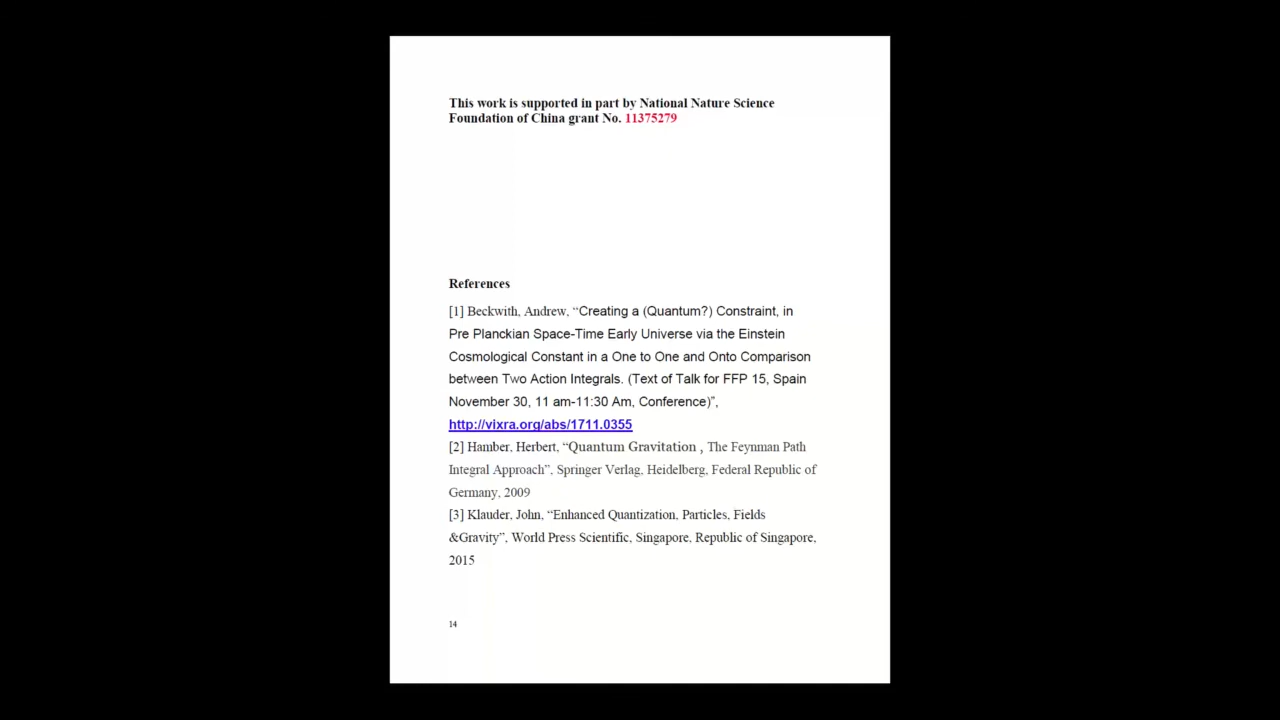 This work is supported in part by National Nature Science
Foundation of China grant No. 11375279
References
[1] Beckwith, Andrew, “Creating a (Quantum?) Constraint, in
Pre Planckian Space-Time Early Universe via the Einstein
Cosmological Constant in a One to One and Onto Comparison
between Two Action Integrals. (Text of Talk for FFP 15, Spain
November 30, 11 am-11:30 Am, Conference)”,
http://vixra.org/abs/1711.0355
[2] Hamber, Herbert, “Quantum Gravitation , The Feynman Path
Integral Approach”, Springer Verlag, Heidelberg, Federal Republic of
Germany, 2009
[3] Klauder, John, “Enhanced Quantization, Particles, Fields
&Gravity”, World Press Scientific, Singapore, Republic of Singapore,
2015
14